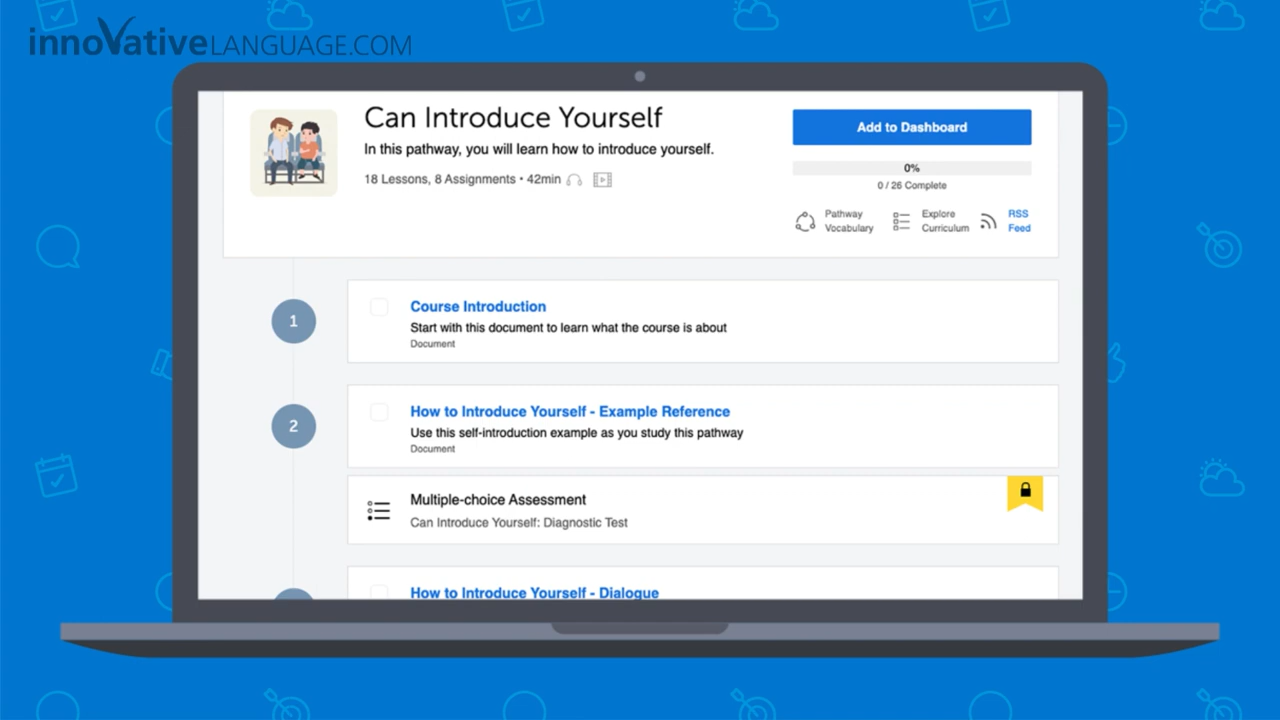 innoVativeLANGUAGE.COM
Can Introduce Yourself
In this pathway, you will learn how to introduce yourself.
18 Lessons, 8 Assignments • 42min
Add to Dashboard
0%
0 / 26 Complete
Pathway
Vocabulary
Explore
Curriculum
RSS
Feed
1
Course Introduction
Start with this document to learn what the course is about
Document
2
How to Introduce Yourself - Example Reference
Use this self-introduction example as you study this pathway
Document
Multiple-choice Assessment
Can Introduce Yourself: Diagnostic Test
How to Introduce Yourself - Dialogue